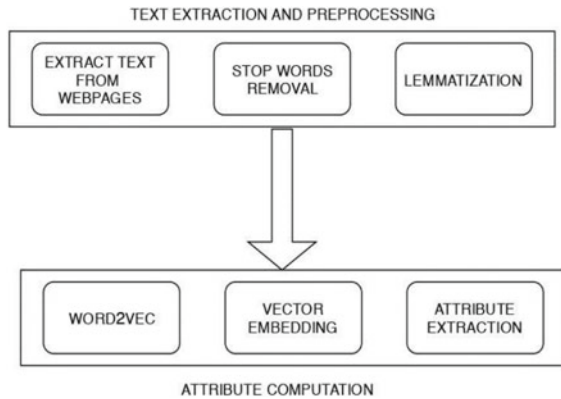 TEXT EXTRACTION AND PREPROCESSING
EXTRACT TEXT
FROM
WEBPAGES
STOP WORDS
REMOVAL
LEMMATIZATION
WORD2VEC
VECTOR
EMBEDDING
ATTRIBUTE
EXTRACTION
ATTRIBUTE COMPUTATION